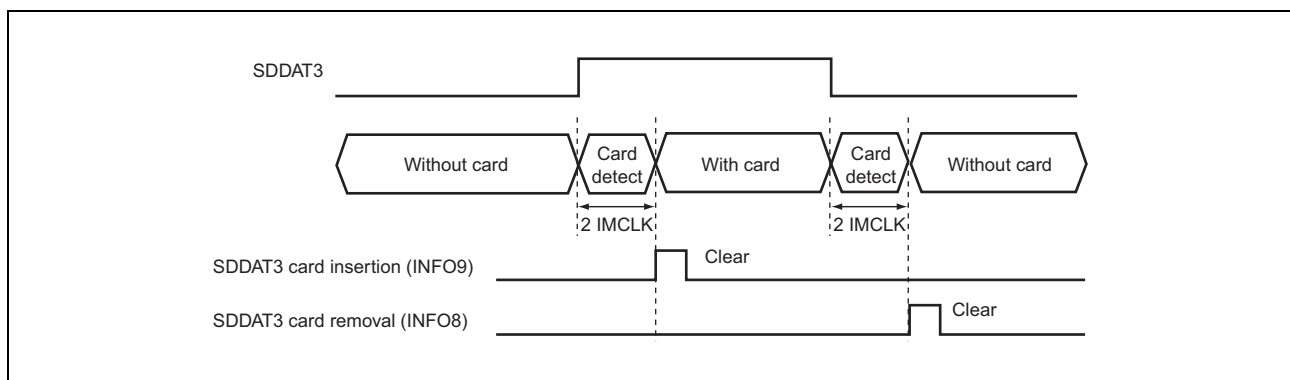 SDDAT3
Without card
Card
detect
With card
Card
detect
Without card
2 IMCLK
2 IMCLK
SDDAT3 card insertion (INFO9)
Clear
SDDAT3 card removal (INFO8)
Clear